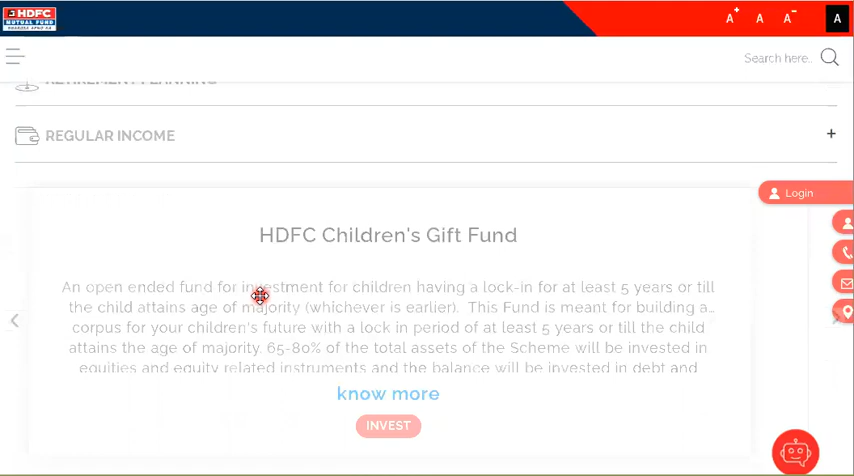 HDFC
MUTUAL FUND
BHAROSA APNO KA
A+ A A- A
Search here..
RETIREMENT PLANNING
REGULAR INCOME +
Login
HDFC Children's Gift Fund
An open ended fund for investment for children having a lock-in for at least 5 years or till
the child attains age of majority (whichever is earlier). This Fund is meant for building a...
corpus for your children's future with a lock in period of at least 5 years or till the child
attains the age of majority. 65-80% of the total assets of the Scheme will be invested in
equities and equity related instruments and the balance will be invested in debt and
know more
INVEST